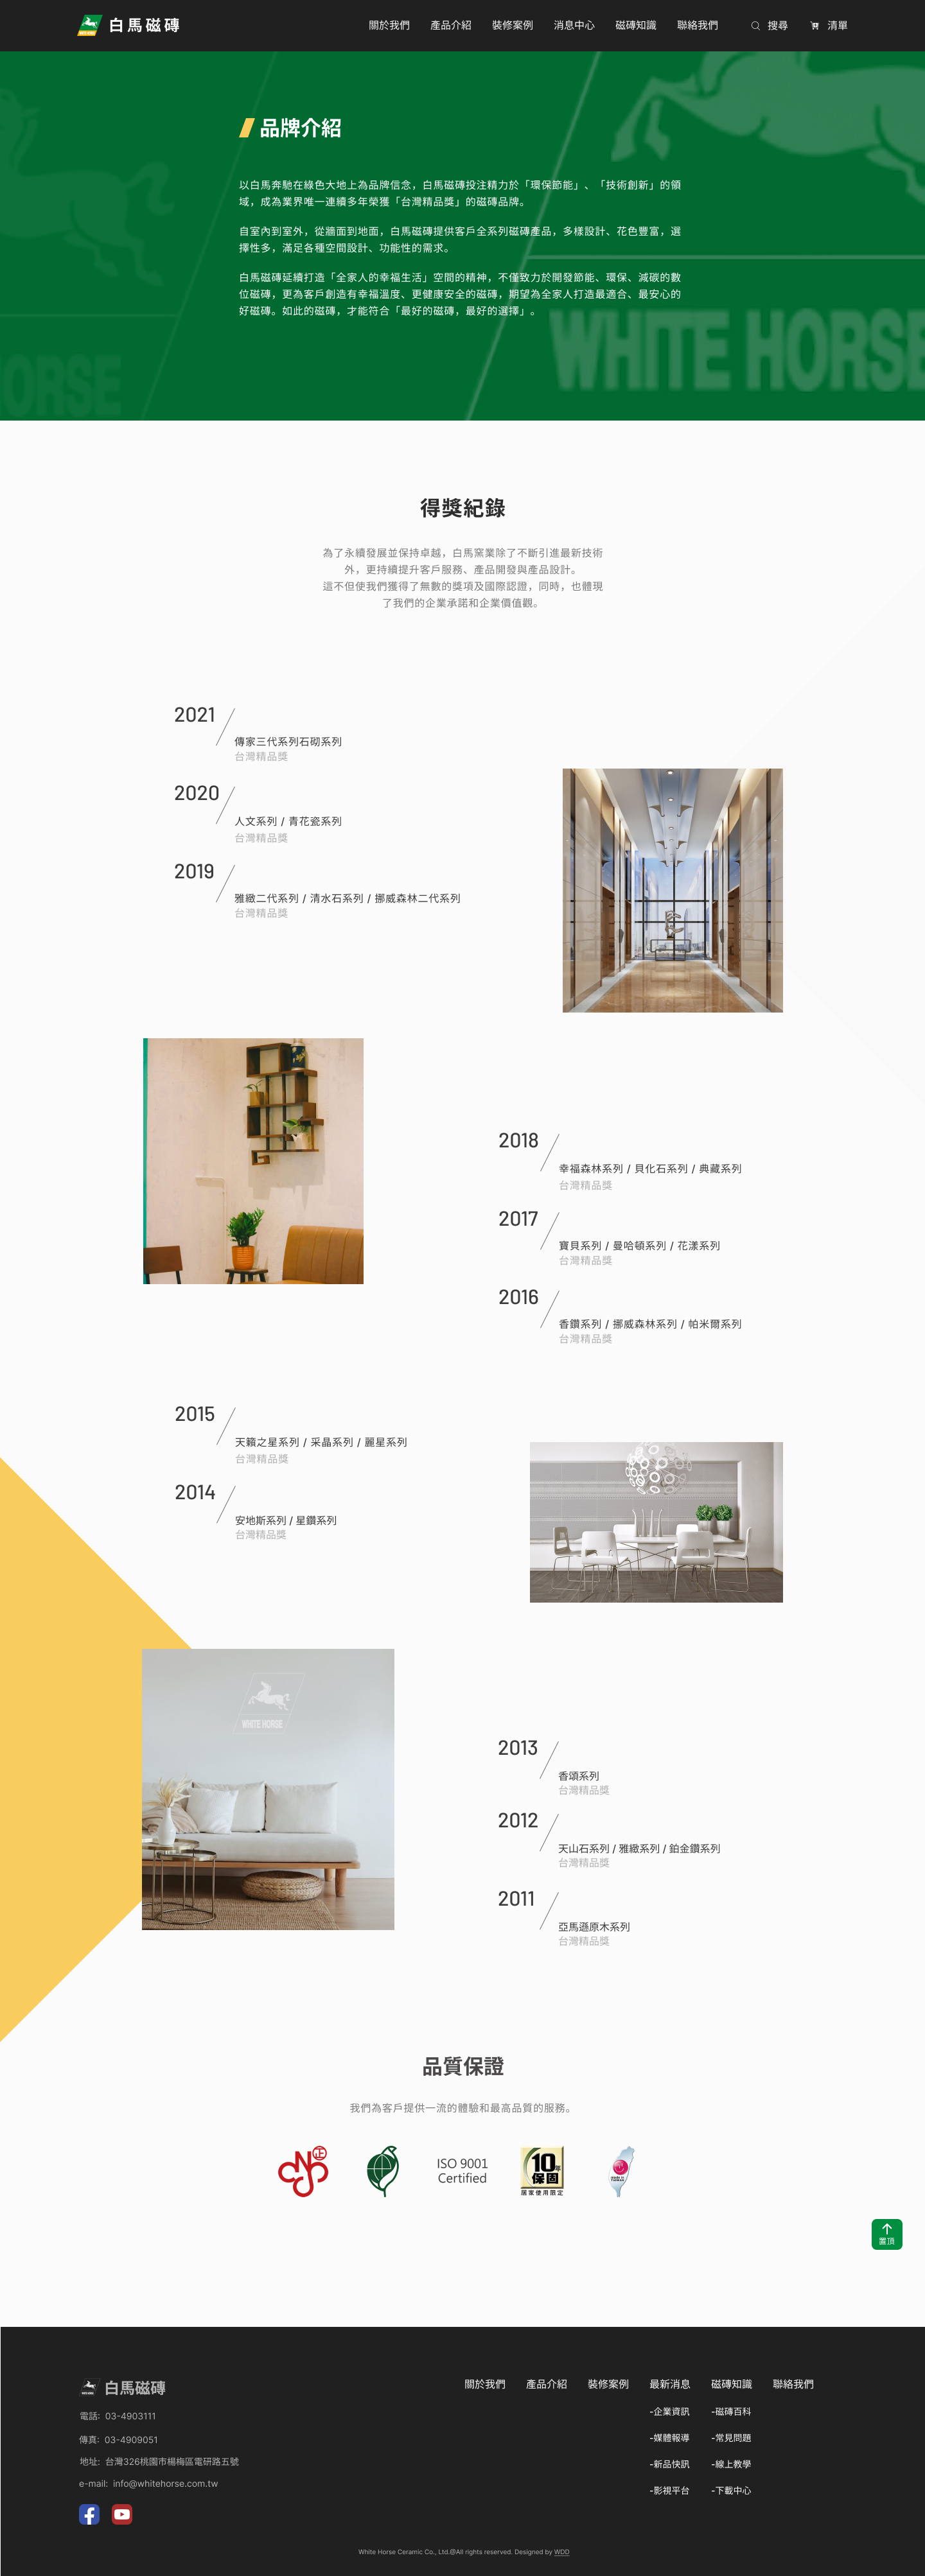 白馬磁磚
關於我們 產品介紹 裝修案例 消息中心 磁磚知識 聯絡我們 搜尋 清單
品牌介紹
以白馬奔馳在綠色大地上為品牌信念，白馬磁磚投注精力於「環保節能」、「技術創新」的領
域，成為業界唯一連續多年榮獲「台灣精品獎」的磁磚品牌。
自室內到室外，從牆面到地面，白馬磁磚提供客戶全系列磁磚產品，多樣設計、花色豐富，選
擇性多，滿足各種空間設計、功能性的需求。
白馬磁磚延續打造「全家人的幸福生活」空間的精神，不僅致力於開發節能、環保、減碳的數
位磁磚，更為客戶創造有幸福溫度、更健康安全的磁磚，期望為全家人打造最適合、最安心的
好磁磚。如此的磁磚，才能符合「最好的磁磚，最好的選擇」。
WHITE HORSE
HORSE
得獎紀錄
為了永續發展並保持卓越，白馬窯業除了不斷引進最新技術
外，更持續提升客戶服務、產品開發與產品設計。
這不但使我們獲得了無數的獎項及國際認證，同時，也體現
了我們的企業承諾和企業價值觀。
2021
傳家三代系列石砌系列
台灣精品獎
2020
人文系列 / 青花瓷系列
台灣精品獎
2019
雅緻二代系列 / 清水石系列 / 挪威森林二代系列
台灣精品獎
2018
幸福森林系列 / 貝化石系列 / 典藏系列
台灣精品獎
2017
寶貝系列 / 曼哈頓系列 / 花漾系列
台灣精品獎
2016
香鑽系列 / 挪威森林系列 / 帕米爾系列
台灣精品獎
2015
天籟之星系列 / 采晶系列 / 麗星系列
台灣精品獎
2014
安地斯系列 / 星鑽系列
台灣精品獎
WHITE HORSE
2013
香頌系列
台灣精品獎
2012
天山石系列 / 雅緻系列 / 鉑金鑽系列
台灣精品獎
2011
亞馬遜原木系列
台灣精品獎
品質保證
我們為客戶提供一流的體驗和最高品質的服務。
正
ISO 9001
Certified
10年
保固
居家使用限定
置頂
白馬磁磚
電話: 03-4903111
傳真: 03-4909051
地址: 台灣326桃園市楊梅區電研路五號
e-mail: info@whitehorse.com.tw
關於我們 產品介紹 裝修案例 最新消息 磁磚知識 聯絡我們
-企業資訊 -磁磚百科
-媒體報導 -常見問題
-新品快訊 -線上教學
-影視平台 -下載中心
White Horse Ceramic Co., Ltd.@All rights reserved. Designed by WDD